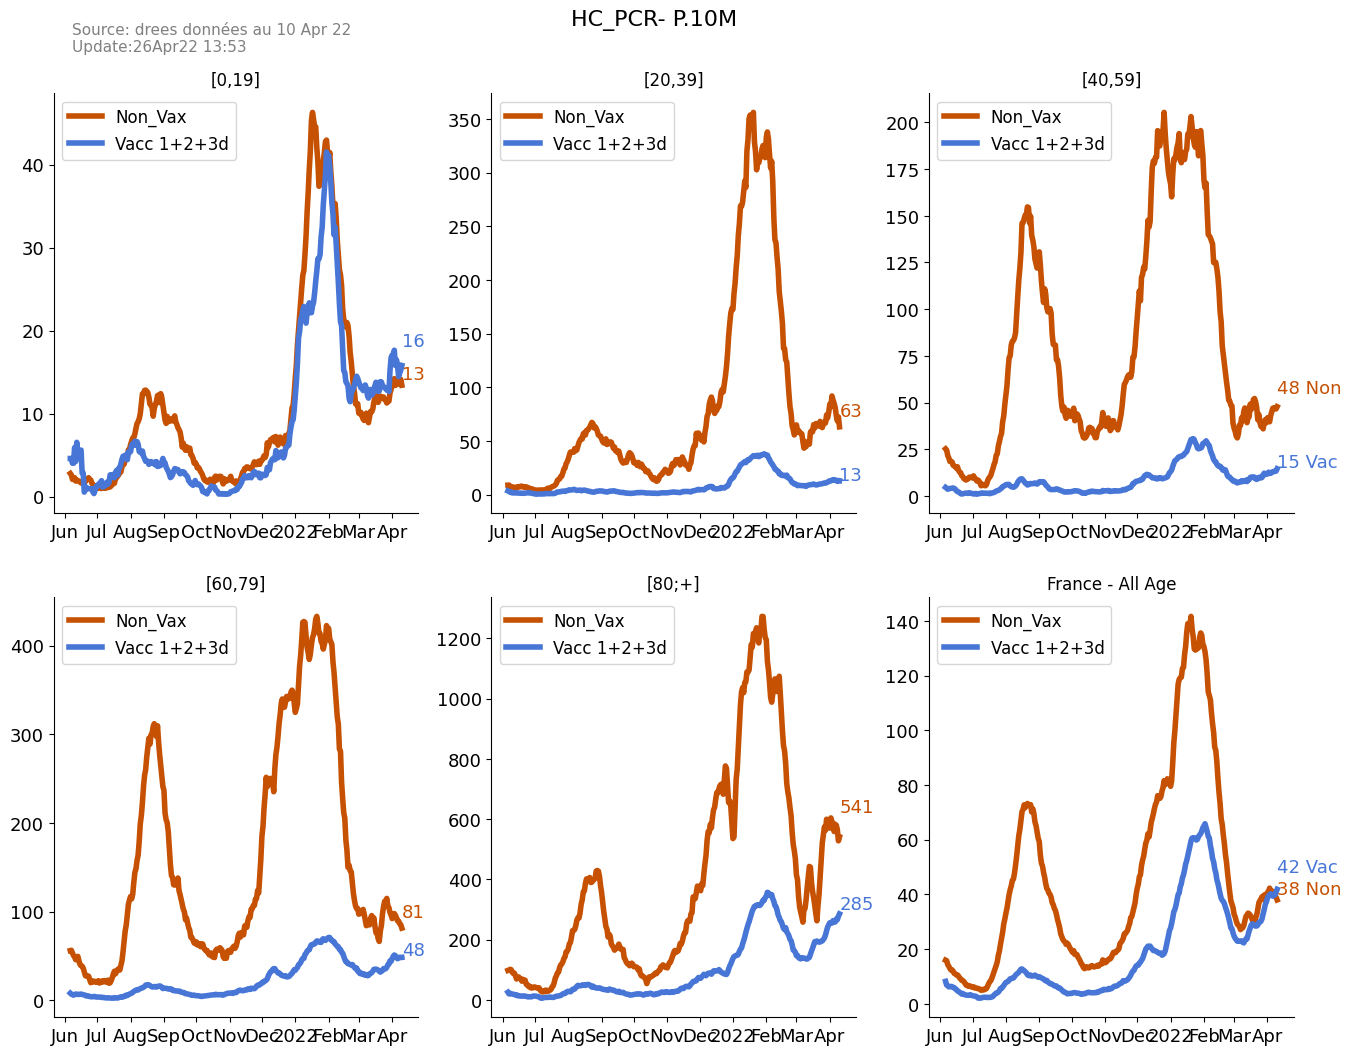 HC_PCR- P.10M
Source: drees données au 10 Apr 22
Update:26Apr22 13:53
[0,19]
Non_Vax
Vacc 1+2+3d
40
30
20
10
0
16
13
Jun Jul Aug Sep Oct Nov Dec 2022 Feb Mar Apr
[20,39]
Non_Vax
Vacc 1+2+3d
350
300
250
200
150
100
50
0
63
13
Jun Jul Aug Sep Oct Nov Dec 2022 Feb Mar Apr
[40,59]
Non_Vax
Vacc 1+2+3d
200
175
150
125
100
75
50
25
0
48 Non
15 Vac
Jun Jul Aug Sep Oct Nov Dec 2022 Feb Mar Apr
[60,79]
Non_Vax
Vacc 1+2+3d
400
300
200
100
0
81
48
Jun Jul Aug Sep Oct Nov Dec 2022 Feb Mar Apr
[80;+]
Non_Vax
Vacc 1+2+3d
1200
1000
800
600
400
200
0
541
285
Jun Jul Aug Sep Oct Nov Dec 2022 Feb Mar Apr
France - All Age
Non_Vax
Vacc 1+2+3d
140
120
100
80
60
40
20
0
42 Vac
38 Non
Jun Jul Aug Sep Oct Nov Dec 2022 Feb Mar Apr